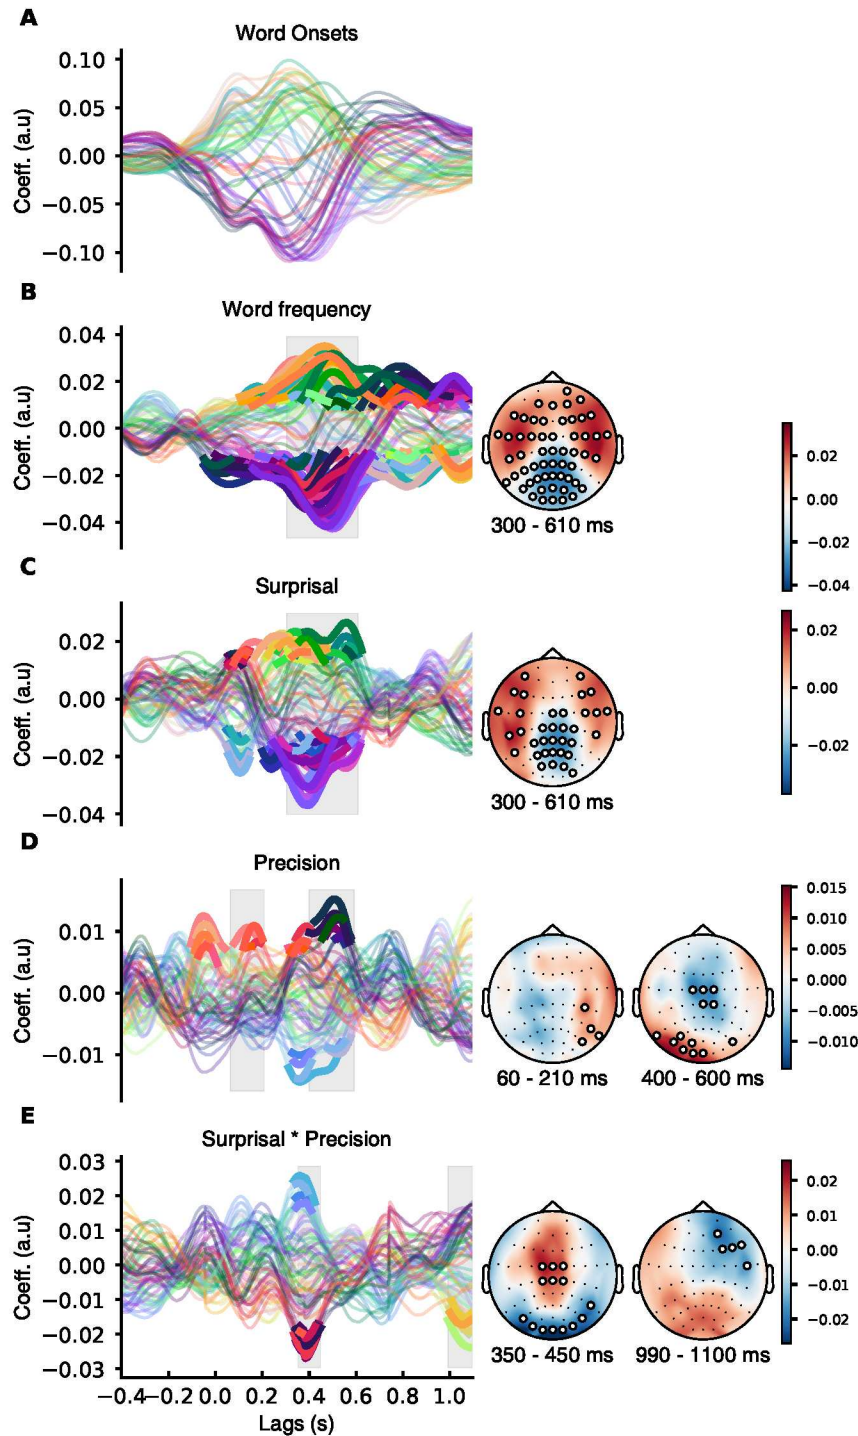 A
Word Onsets
0.10
0.05
0.00
−0.05
−0.10
Coeff. (a.u)
B
Word frequency
0.04
0.02
0.00
−0.02
−0.04
Coeff. (a.u)
300 - 610 ms
0.00
−0.02
−0.04
C
Surprisal
0.02
0.00
−0.02
−0.04
Coeff. (a.u)
300 - 610 ms
0.02
0.00
−0.02
D
Precision
0.01
0.00
−0.01
Coeff. (a.u)
60 - 210 ms
400 - 600 ms
0.015
0.010
0.005
0.000
−0.005
−0.010
E
Surprisal * Precision
0.03
0.02
0.01
0.00
−0.01
−0.02
−0.03
Coeff. (a.u)
350 - 450 ms
990 - 1100 ms
0.02
0.01
0.00
−0.01
−0.02
−0.4 −0.2 0.0 0.2 0.4 0.6 0.8 1.0
Lags (s)